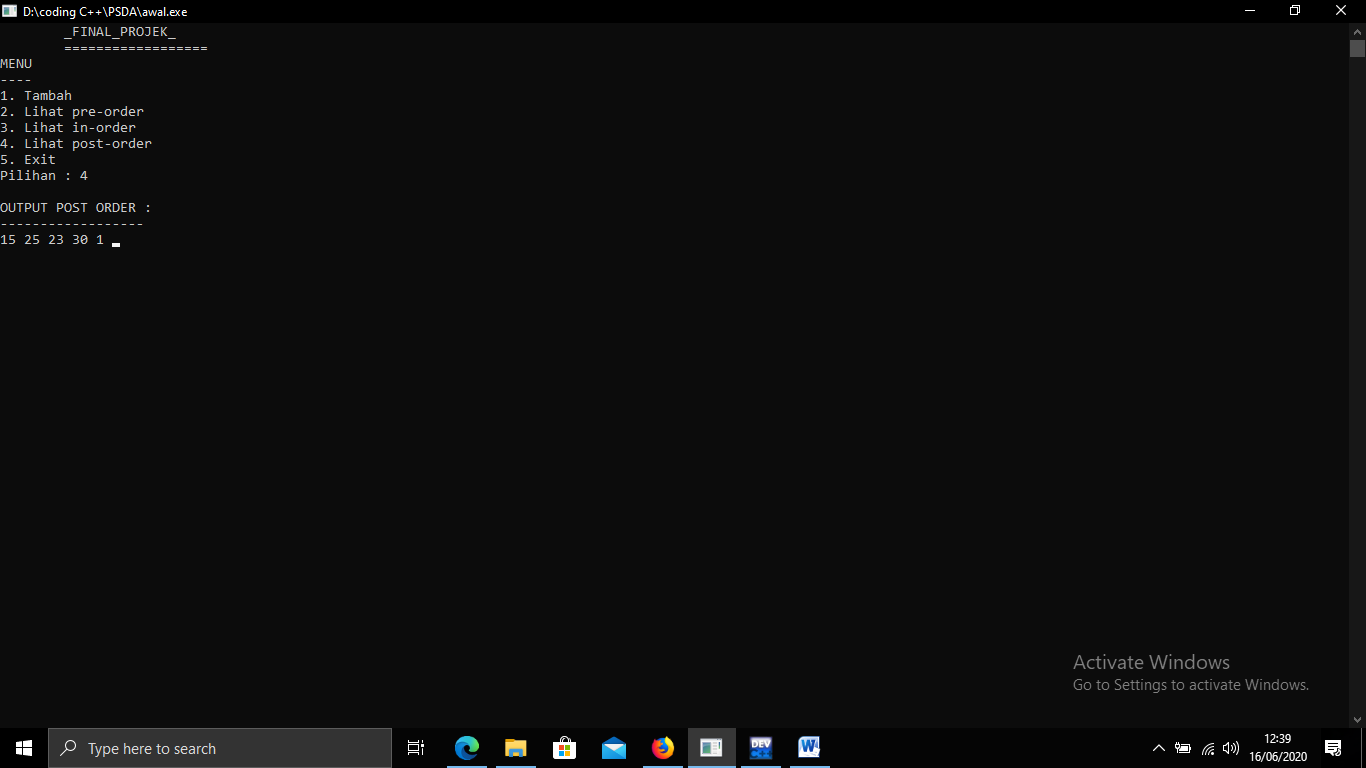 D:\coding C++\PSDA\awal.exe
_FINAL_PROJEK_
==================
MENU
----
1. Tambah
2. Lihat pre-order
3. Lihat in-order
4. Lihat post-order
5. Exit
Pilihan : 4
OUTPUT POST ORDER :
------------------
15 25 23 30 1
Activate Windows
Go to Settings to activate Windows.
Type here to search
DEV
W
12:39
16/06/2020